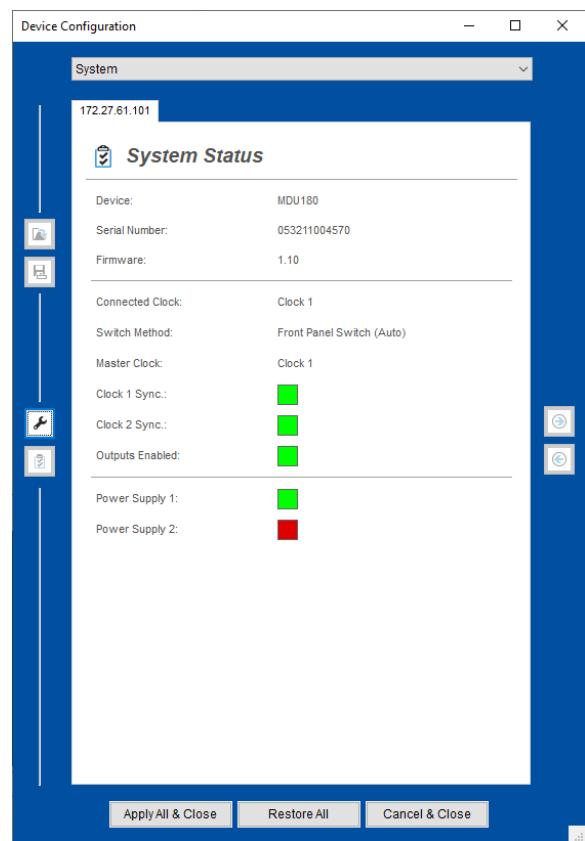 Device Configuration
System
172.27.61.101
System Status
Device: MDU180
Serial Number: 053211004570
Firmware: 1.10
Connected Clock: Clock 1
Switch Method: Front Panel Switch (Auto)
Master Clock: Clock 1
Clock 1 Sync.:
Clock 2 Sync.:
Outputs Enabled:
Power Supply 1:
Power Supply 2:
Apply All & Close Restore All Cancel & Close